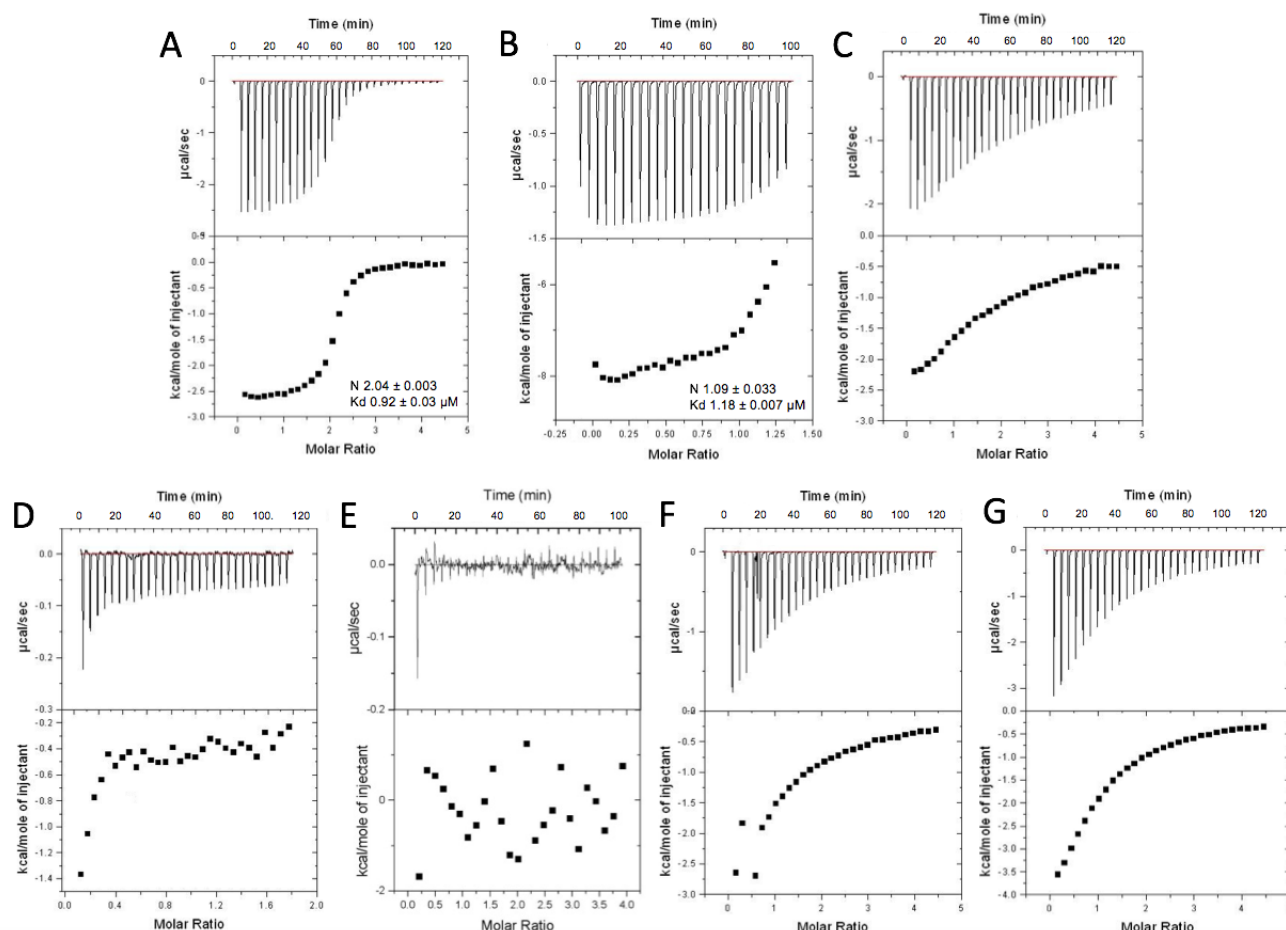 A
Time (min)
0 20 40 60 80 100 120
0
-1
-2
µcal/sec
0.0
-0.5
-1.0
-1.5
-2.0
-2.5
-3.0
kcal/mole of injectant
N 2.04 ± 0.003
Kd 0.92 ± 0.03 µM
0 1 2 3 4 5
Molar Ratio
B
Time (min)
0 20 40 60 80 100
0.0
-0.5
-1.0
-1.5
µcal/sec
-6
-8
kcal/mole of injectant
N 1.09 ± 0.033
Kd 1.18 ± 0.007 µM
-0.25 0.00 0.25 0.50 0.75 1.00 1.25 1.50
Molar Ratio
C
Time (min)
0 20 40 60 80 100 120
0
-1
-2
µcal/sec
0.0
-0.5
-1.0
-1.5
-2.0
-2.5
-3.0
kcal/mole of injectant
0 1 2 3 4 5
Molar Ratio
D
Time (min)
0 20 40 60 80 100 120
0.0
-0.1
-0.2
-0.3
µcal/sec
-0.2
-0.4
-0.6
-0.8
-1.0
-1.2
-1.4
kcal/mole of injectant
0.0 0.4 0.8 1.2 1.6 2.0
Molar Ratio
E
Time (min)
0 20 40 60 80 100
0.0
-0.1
-0.2
µcal/sec
0
-2
kcal/mole of injectant
0.0 0.5 1.0 1.5 2.0 2.5 3.0 3.5 4.0
Molar Ratio
F
Time (min)
0 20 40 60 80 100 120
0
-1
µcal/sec
-0.5
-1.0
-1.5
-2.0
-2.5
-3.0
kcal/mole of injectant
0 1 2 3 4 5
Molar Ratio
G
Time (min)
0 20 40 60 80 100 120
0
-1
-2
-3
µcal/sec
0.0
-0.5
-1.0
-1.5
-2.0
-2.5
-3.0
-3.5
-4.0
kcal/mole of injectant
0 1 2 3 4 5
Molar Ratio